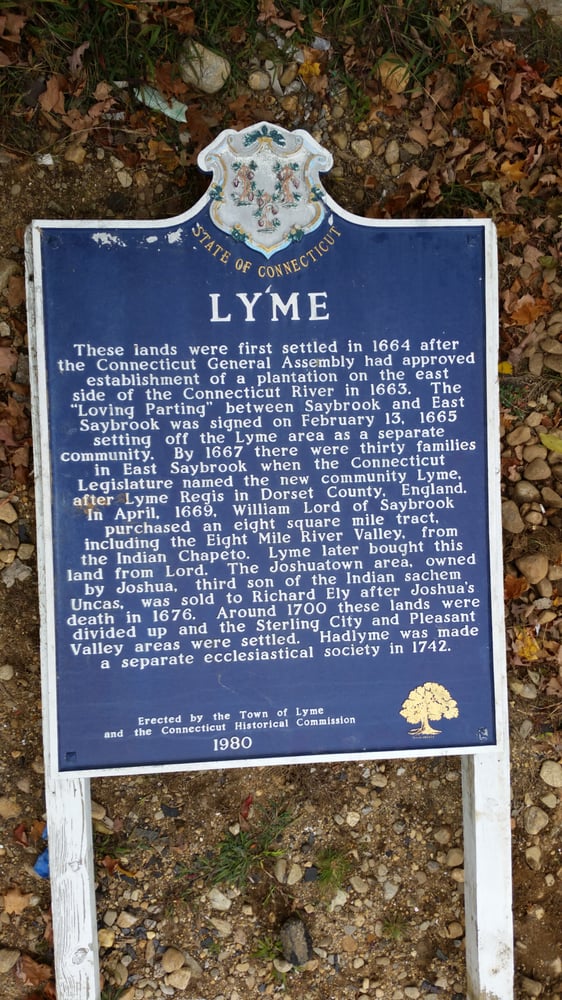 STATE OF CONNECTICUT
LYME
These lands were first settled in 1664 after
the Connecticut General Assembly had approved
establishment of a plantation on the east
side of the Connecticut River in 1663. The
"Loving Parting" between Saybrook and East
Saybrook was signed on February 13, 1665
setting off the Lyme area as a separate
community. By 1667 there were thirty families
in East Saybrook when the Connecticut
Legislature named the new community Lyme,
after Lyme Regis in Dorset County, England.
In April, 1669, William Lord of Saybrook
purchased an eight square mile tract,
including the Eight Mile River Valley, from
the Indian Chapeto. Lyme later bought this
land from Lord. The Joshuatown area, owned
by Joshua, third son of the Indian sachem
Uncas, was sold to Richard Ely after Joshua's
death in 1676. Around 1700 these lands were
divided up and the Sterling City and Pleasant
Valley areas were settled. Hadlyme was made
a separate ecclesiastical society in 1742.
Erected by the Town of Lyme
and the Connecticut Historical Commission
1980